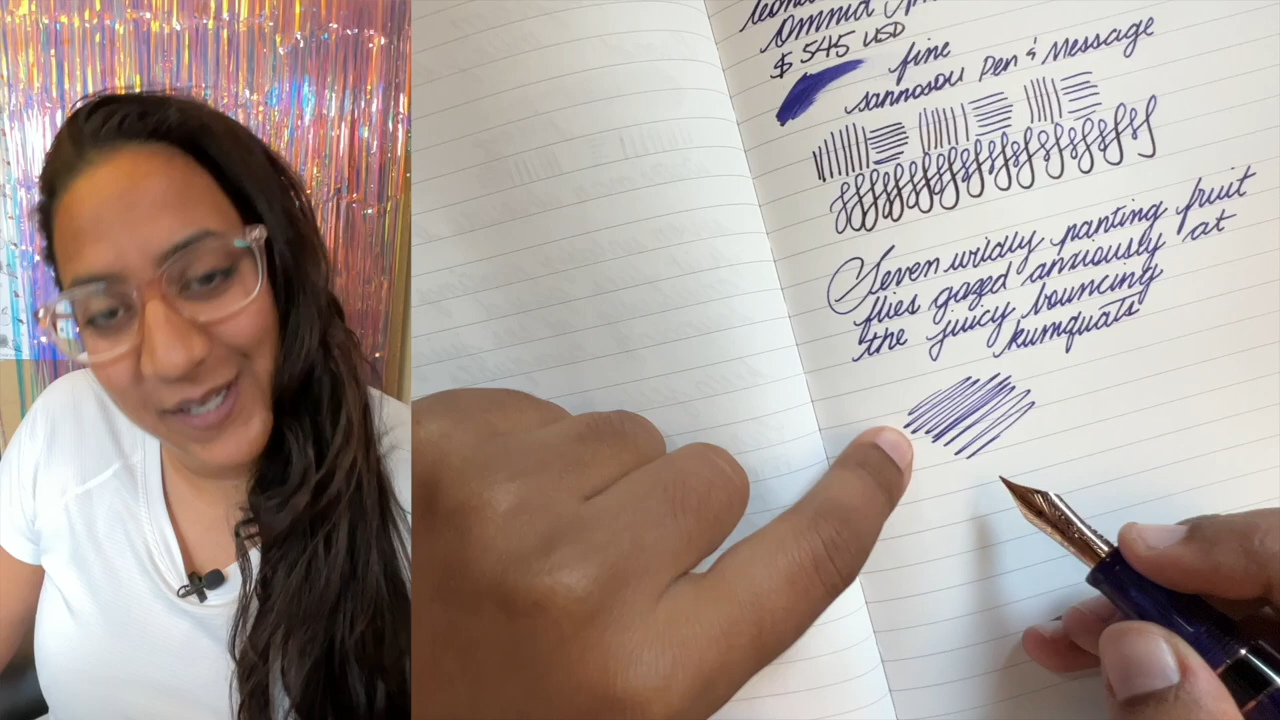 Omnia
$545 USD
fine
sannosou Pen & Message
Seven wildly panting fruit
flies gazed anxiously at
the juicy bouncing
kumquats